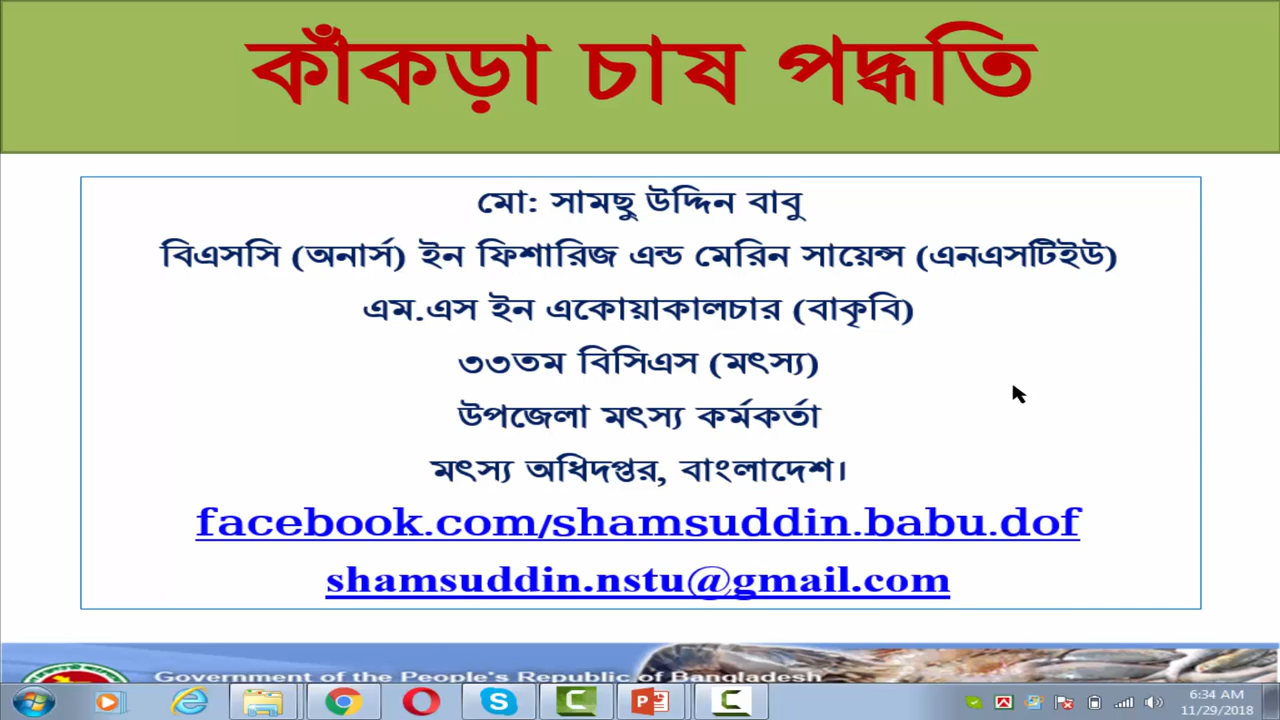 কাঁকড়া চাষ পদ্ধতি
মো: সামছু উদ্দিন বাবু
বিএসসি (অনার্স) ইন ফিশারিজ এন্ড মেরিন সায়েন্স (এনএসটিইউ)
এম.এস ইন একোয়াকালচার (বাকৃবি)
৩৩তম বিসিএস (মৎস্য)
উপজেলা মৎস্য কর্মকর্তা
মৎস্য অধিদপ্তর, বাংলাদেশ।
facebook.com/shamsuddin.babu.dof
shamsuddin.nstu@gmail.com
Government of the People's Republic of Bangladesh
6:34 AM
11/29/2018